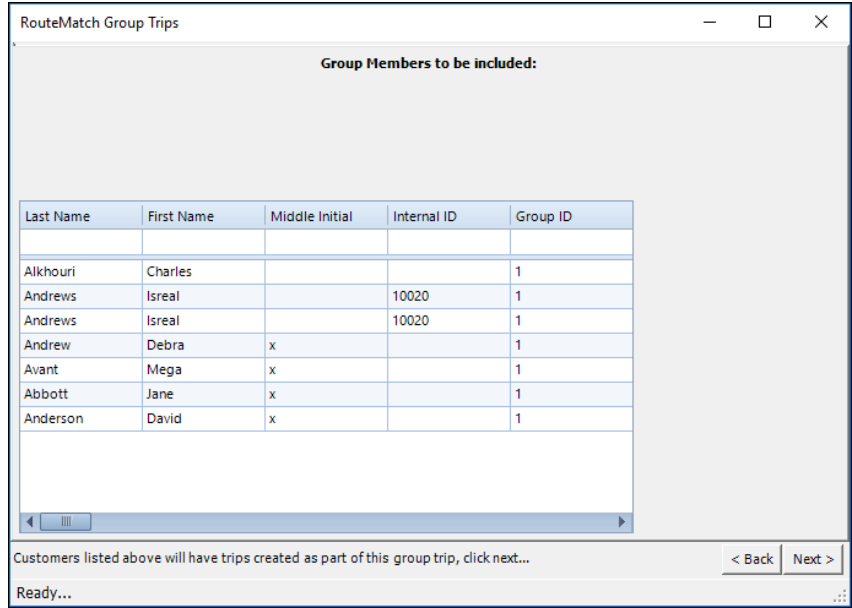 RouteMatch Group Trips
Group Members to be included:
Last Name First Name Middle Initial Internal ID Group ID
Alkhouri Charles 1
Andrews Isreal 10020 1
Andrews Isreal 10020 1
Andrew Debra x 1
Avant Mega x 1
Abbott Jane x 1
Anderson David x 1
Customers listed above will have trips created as part of this group trip, click next... < Back Next >
Ready...